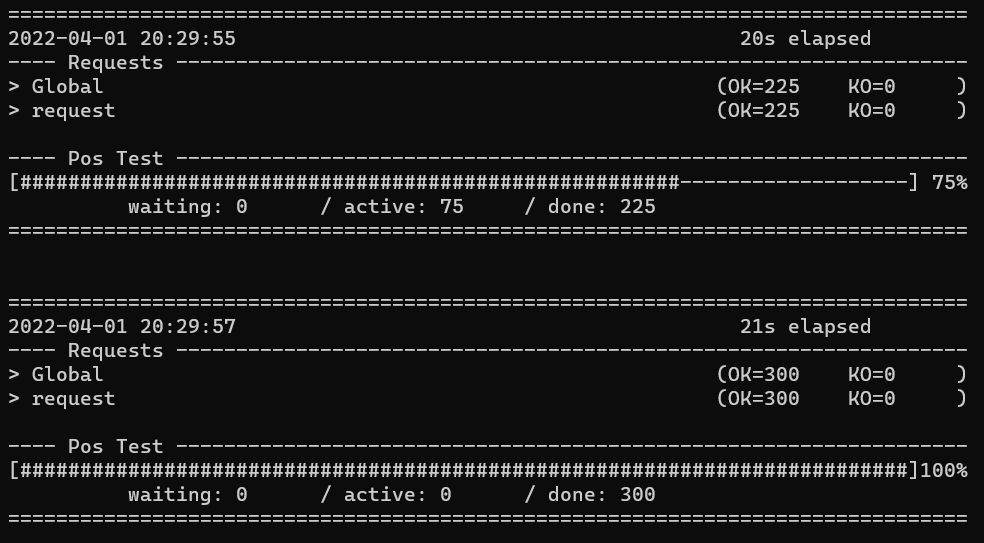 ================================================================================
2022-04-01 20:29:55                                          20s elapsed
---- Requests ------------------------------------------------------------------
> Global                                                   (OK=225    KO=0     )
> request                                                  (OK=225    KO=0     )

---- Pos Test ------------------------------------------------------------------
[#######################################################-------------------] 75%
          waiting: 0      / active: 75     / done: 225
================================================================================


================================================================================
2022-04-01 20:29:57                                          21s elapsed
---- Requests ------------------------------------------------------------------
> Global                                                   (OK=300    KO=0     )
> request                                                  (OK=300    KO=0     )

---- Pos Test ------------------------------------------------------------------
[##########################################################################]100%
          waiting: 0      / active: 0      / done: 300
================================================================================